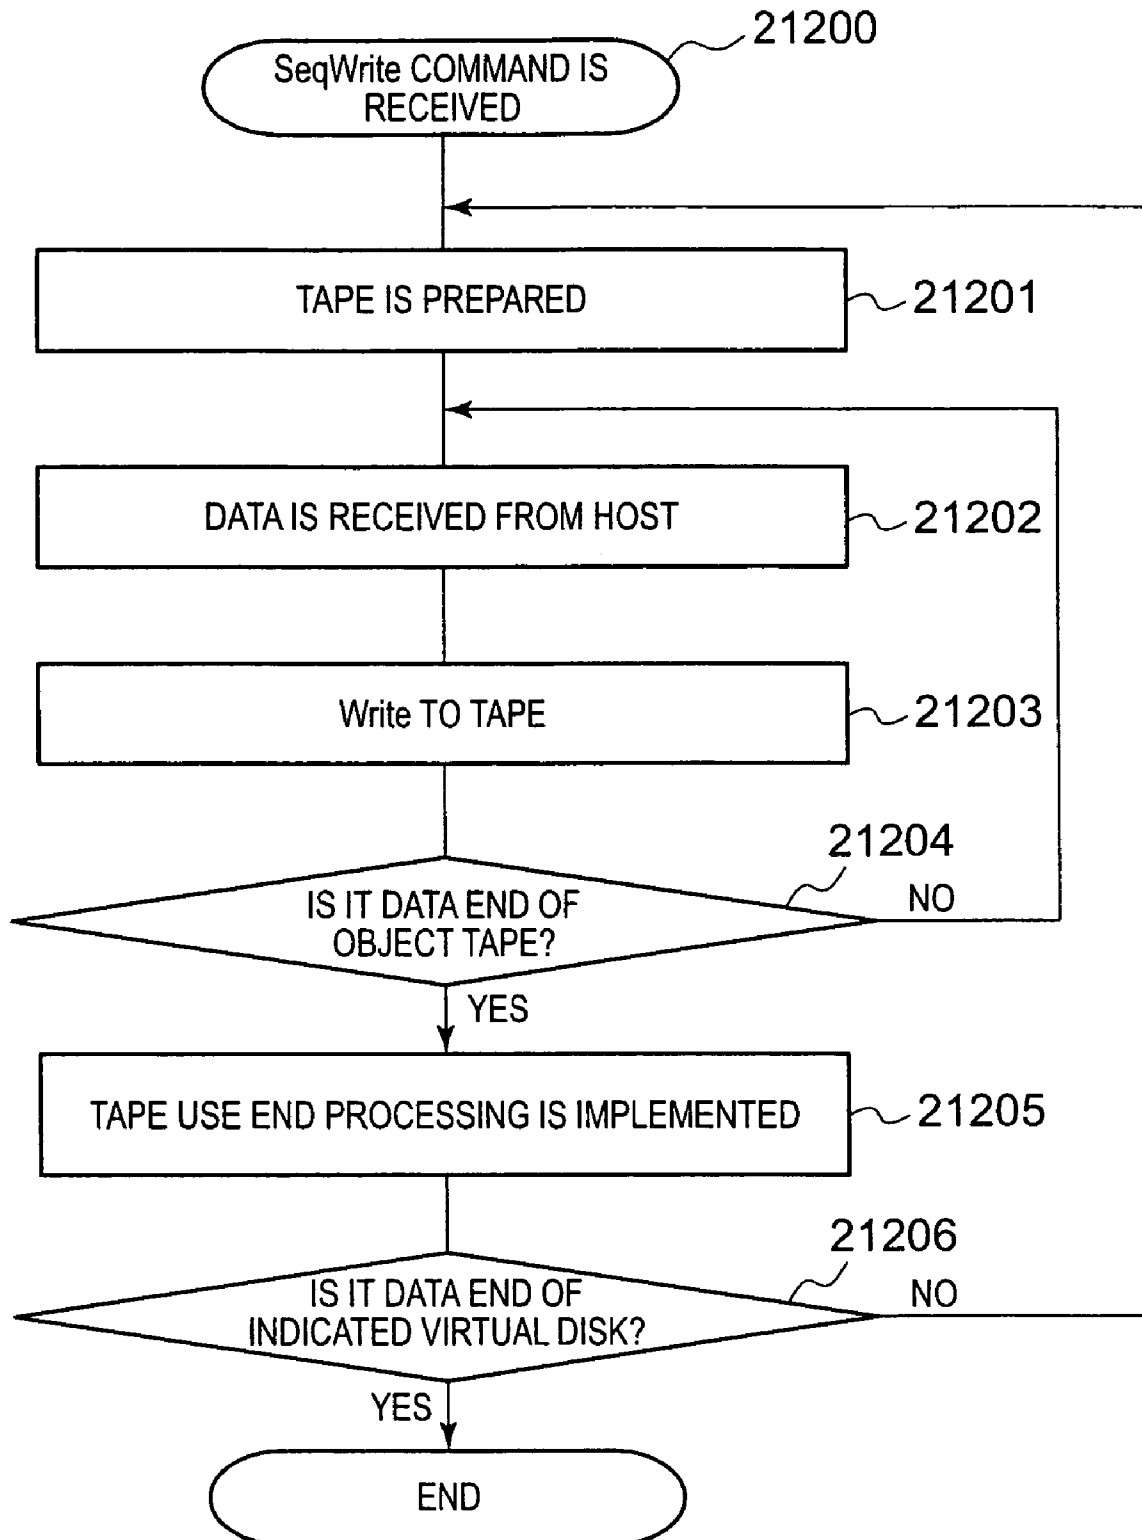 21200
SeqWrite COMMAND IS
RECEIVED
TAPE IS PREPARED
21201
DATA IS RECEIVED FROM HOST
21202
Write TO TAPE
21203
21204
IS IT DATA END OF
OBJECT TAPE?
NO
YES
TAPE USE END PROCESSING IS IMPLEMENTED
21205
21206
IS IT DATA END OF
INDICATED VIRTUAL DISK?
NO
YES
END